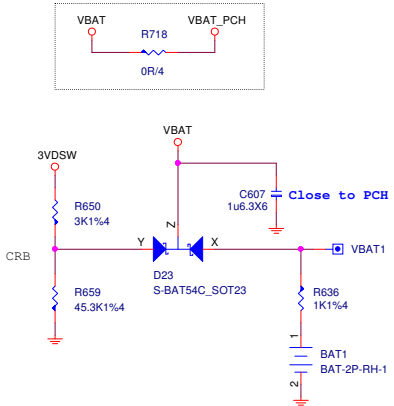 VBAT VBAT_PCH
R718
0R/4
VBAT
3VDSW
C607 Close to PCH
1u6.3X6
R650
3K1%4
Z
Y X
VBAT1
CRB
D23
S-BAT54C_SOT23
R659
45.3K1%4
R636
1K1%4
1
BAT1
BAT-2P-RH-1
2